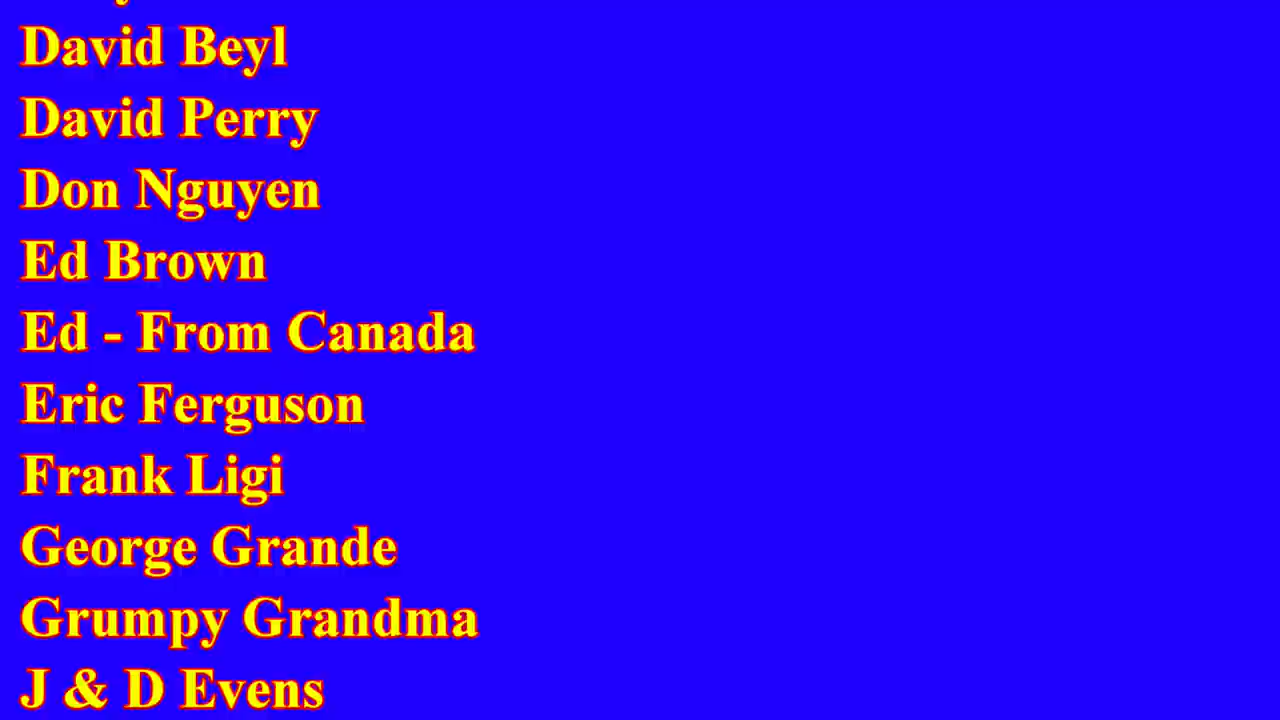 David Beyl
David Perry
Don Nguyen
Ed Brown
Ed - From Canada
Eric Ferguson
Frank Ligi
George Grande
Grumpy Grandma
J & D Evens